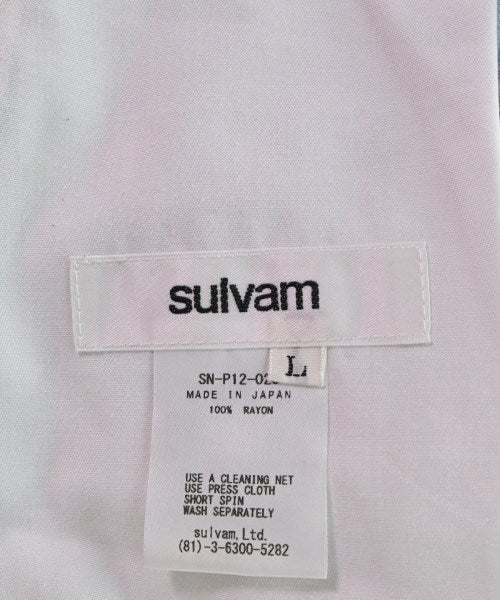 sulvam
L
SN-P12-02
MADE IN JAPAN
100% RAYON
USE A CLEANING NET
USE PRESS CLOTH
SHORT SPIN
WASH SEPARATELY
sulvam,Ltd.
(81)-3-6300-5282